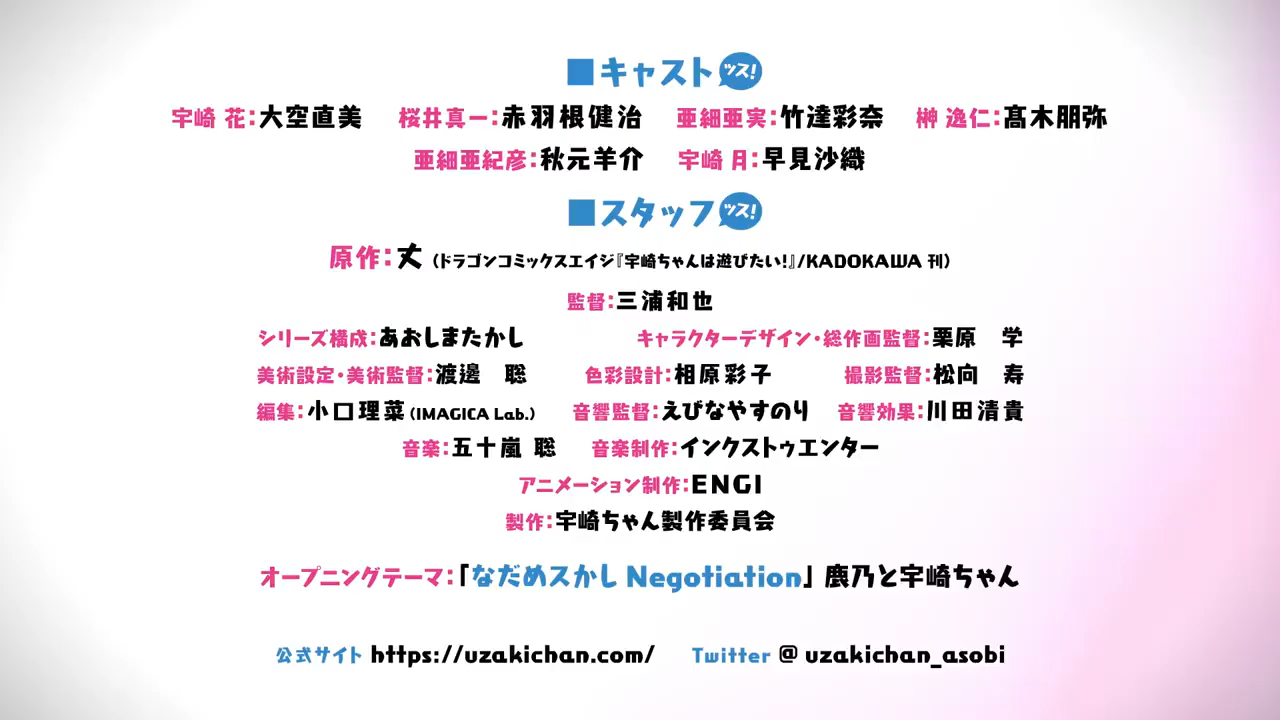 ■キャストッス!
宇崎 花:大空直美 桜井真一:赤羽根健治 亜細亜実:竹達彩奈 榊 逸仁:髙木朋弥
亜細亜紀彦:秋元羊介 宇崎 月:早見沙織
■スタッフッス!
原作:丈(ドラゴンコミックスエイジ『宇崎ちゃんは遊びたい!』/KADOKAWA 刊)
監督:三浦和也
シリーズ構成:あおしまたかし キャラクターデザイン・総作画監督:栗原 学
美術設定・美術監督:渡邊 聡 色彩設計:相原彩子 撮影監督:松向 寿
編集:小口理菜(IMAGICA Lab.) 音響監督:えびなやすのり 音響効果:川田清貴
音楽:五十嵐 聡 音楽制作:インクストゥエンター
アニメーション制作:ENGI
製作:宇崎ちゃん製作委員会
オープニングテーマ:「なだめスかし Negotiation」鹿乃と宇崎ちゃん
公式サイト https://uzakichan.com/ Twitter @ uzakichan_asobi